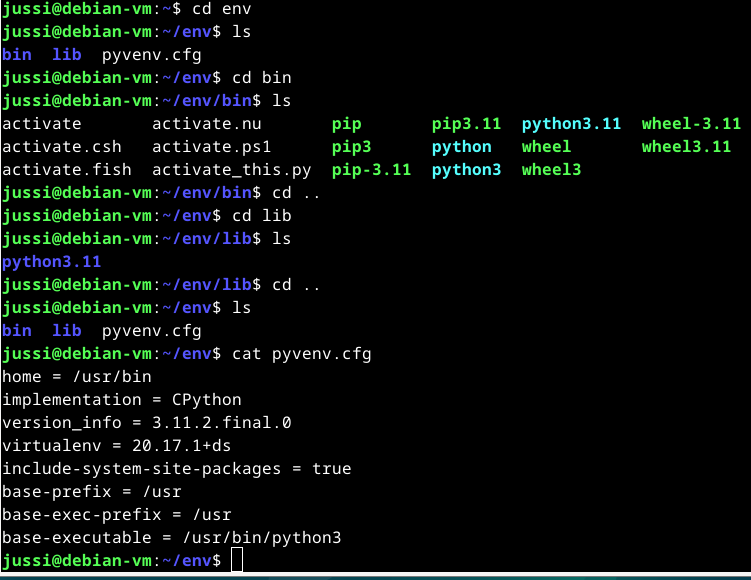 jussi@debian-vm:~$ cd env
jussi@debian-vm:~/env$ ls
bin  lib  pyvenv.cfg
jussi@debian-vm:~/env$ cd bin
jussi@debian-vm:~/env/bin$ ls
activate       activate.nu       pip       pip3.11  python3.11  wheel-3.11
activate.csh   activate.ps1      pip3      python   wheel       wheel3.11
activate.fish  activate_this.py  pip-3.11  python3  wheel3
jussi@debian-vm:~/env/bin$ cd ..
jussi@debian-vm:~/env$ cd lib
jussi@debian-vm:~/env/lib$ ls
python3.11
jussi@debian-vm:~/env/lib$ cd ..
jussi@debian-vm:~/env$ ls
bin  lib  pyvenv.cfg
jussi@debian-vm:~/env$ cat pyvenv.cfg
home = /usr/bin
implementation = CPython
version_info = 3.11.2.final.0
virtualenv = 20.17.1+ds
include-system-site-packages = true
base-prefix = /usr
base-exec-prefix = /usr
base-executable = /usr/bin/python3
jussi@debian-vm:~/env$